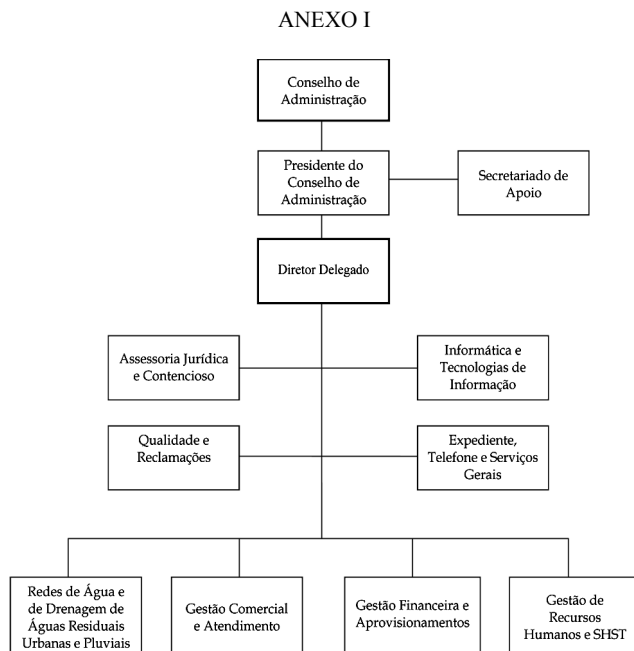 ANEXO I
Conselho de
Administração
Presidente do
Conselho de
Administração
Secretariado de
Apoio
Diretor Delegado
Assessoria Jurídica
e Contencioso
Informática e
Tecnologias de
Informação
Qualidade e
Reclamações
Expediente,
Telefone e Serviços
Gerais
Redes de Água e
de Drenagem de
Águas Residuais
Urbanas e Pluviais
Gestão Comercial
e Atendimento
Gestão Financeira e
Aprovisionamentos
Gestão de
Recursos
Humanos e SHST